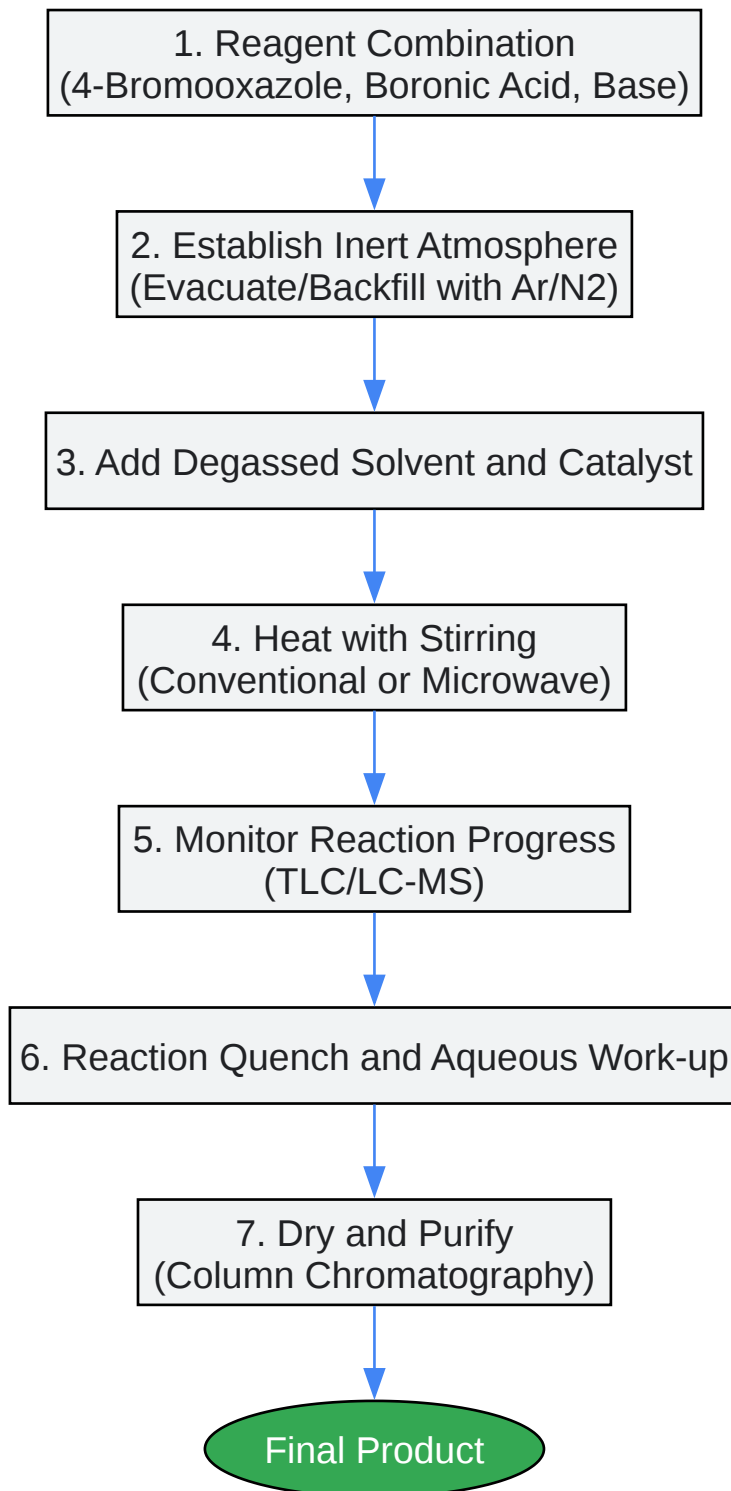 1. Reagent Combination
(4-Bromooxazole, Boronic Acid, Base)
2. Establish Inert Atmosphere
(Evacuate/Backfill with Ar/N2)
3. Add Degassed Solvent and Catalyst
4. Heat with Stirring
(Conventional or Microwave)
5. Monitor Reaction Progress
(TLC/LC-MS)
6. Reaction Quench and Aqueous Work-up
7. Dry and Purify
(Column Chromatography)
Final Product